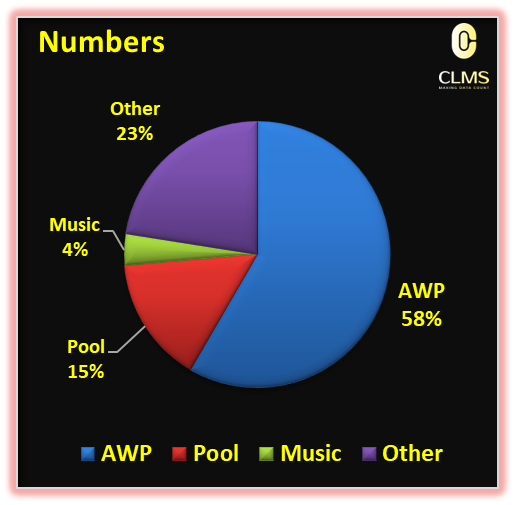 Numbers
C
CLMS
MAKING DATA COUNT
Other
23%
Music
4%
Pool
15%
AWP
58%
AWP Pool Music Other